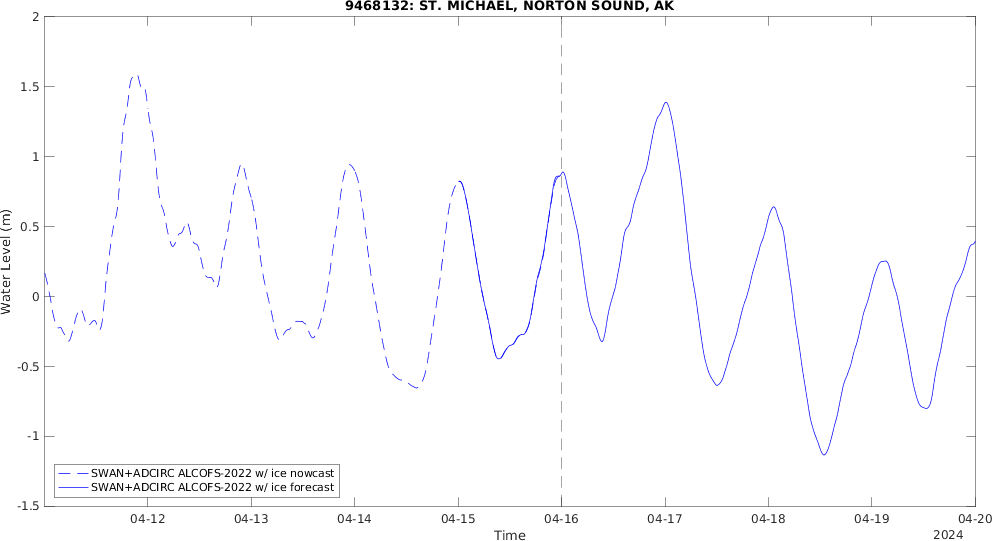 9468132: ST. MICHAEL, NORTON SOUND, AK
2
1.5
1
0.5
0
-0.5
-1
-1.5
Water Level (m)
SWAN+ADCIRC ALCOFS-2022 w/ ice nowcast
SWAN+ADCIRC ALCOFS-2022 w/ ice forecast
04-12 04-13 04-14 04-15 04-16 04-17 04-18 04-19 04-20
Time
2024